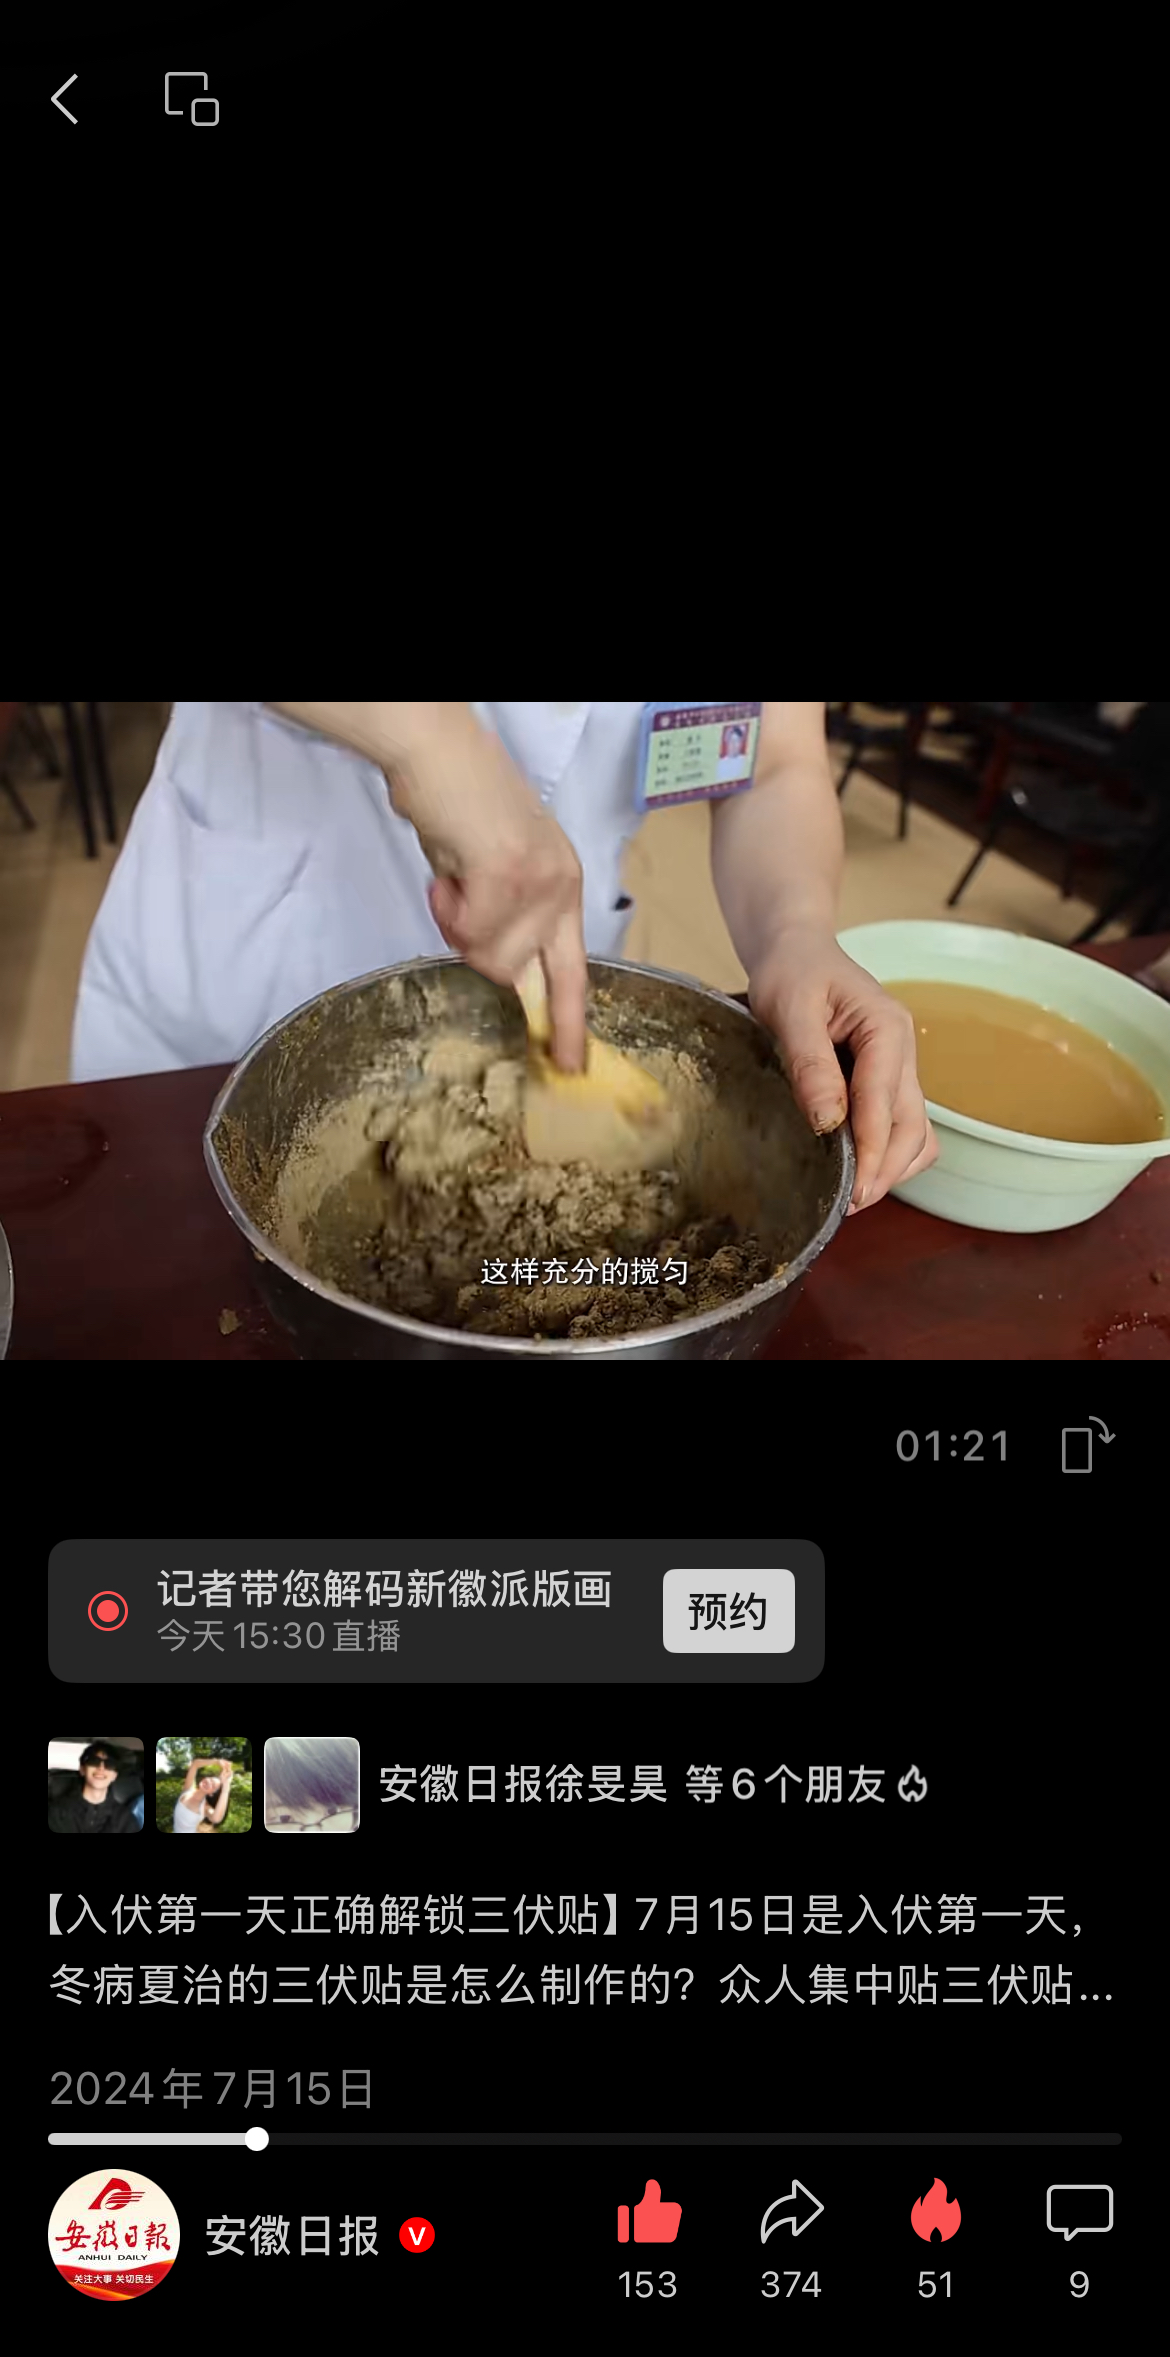 这样充分的搅匀
01:21
记者带您解码新徽派版画
今天 15:30 直播
预约
安徽日报徐旻昊 等6个朋友
【入伏第一天正确解锁三伏贴】7月15日是入伏第一天，
冬病夏治的三伏贴是怎么制作的？众人集中贴三伏贴...
2024年7月15日
安徽日報
ANHUI DAILY
关注大事 关切民生
安徽日报
V
153
374
51
9